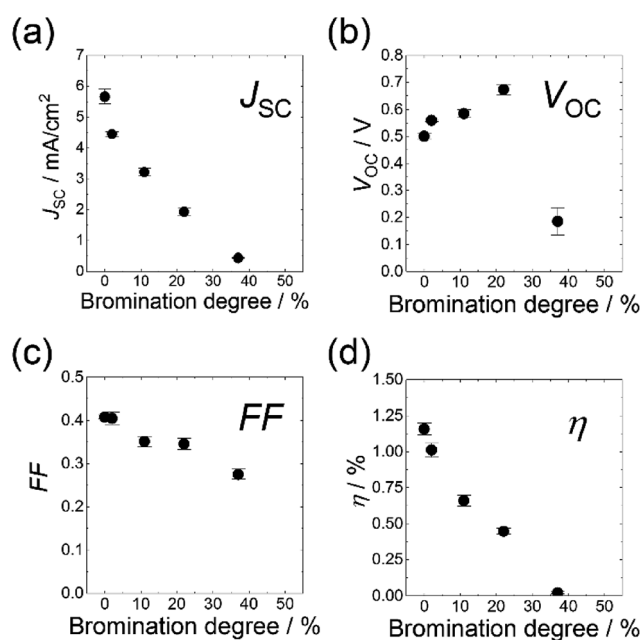 (a)
7
6
5
4
3
2
1
0
J_SC / mA/cm²
J_SC
0 10 20 30 40 50
Bromination degree / %
(b)
0.8
0.7
0.6
0.5
0.4
0.3
0.2
0.1
0.0
V_OC / V
V_OC
0 10 20 30 40 50
Bromination degree / %
(c)
0.5
0.4
0.3
0.2
0.1
0.0
FF
FF
0 10 20 30 40 50
Bromination degree / %
(d)
1.50
1.25
1.00
0.75
0.50
0.25
0.00
η / %
η
0 10 20 30 40 50
Bromination degree / %